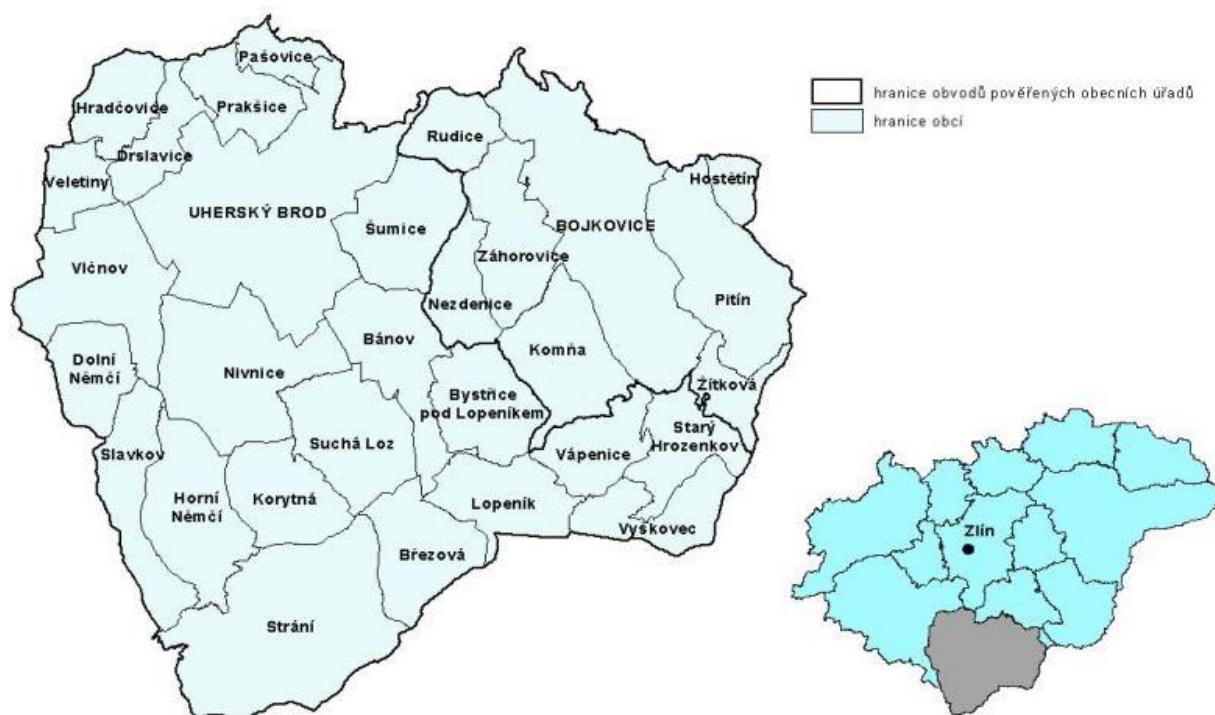 Pašovice
Hradčovice
Prakšice
Drslavice
Rudice
Veletiny
Hostětín
UHERSKÝ BROD
Šumice
BOJKOVICE
Vlčnov
Záhorovice
Nezdenice
Pitín
Bánov
Komňa
Dolní
Němčí
Nivnice
Žítková
Bystřice
pod Lopeníkem
Slavkov
Suchá Loz
Starý
Hrozenkov
Vápenice
Horní
Němčí
Korytná
Lopeník
Vyškovec
Březová
Strání
hranice obvodů pověřených obecních úřadů
hranice obcí
Zlín